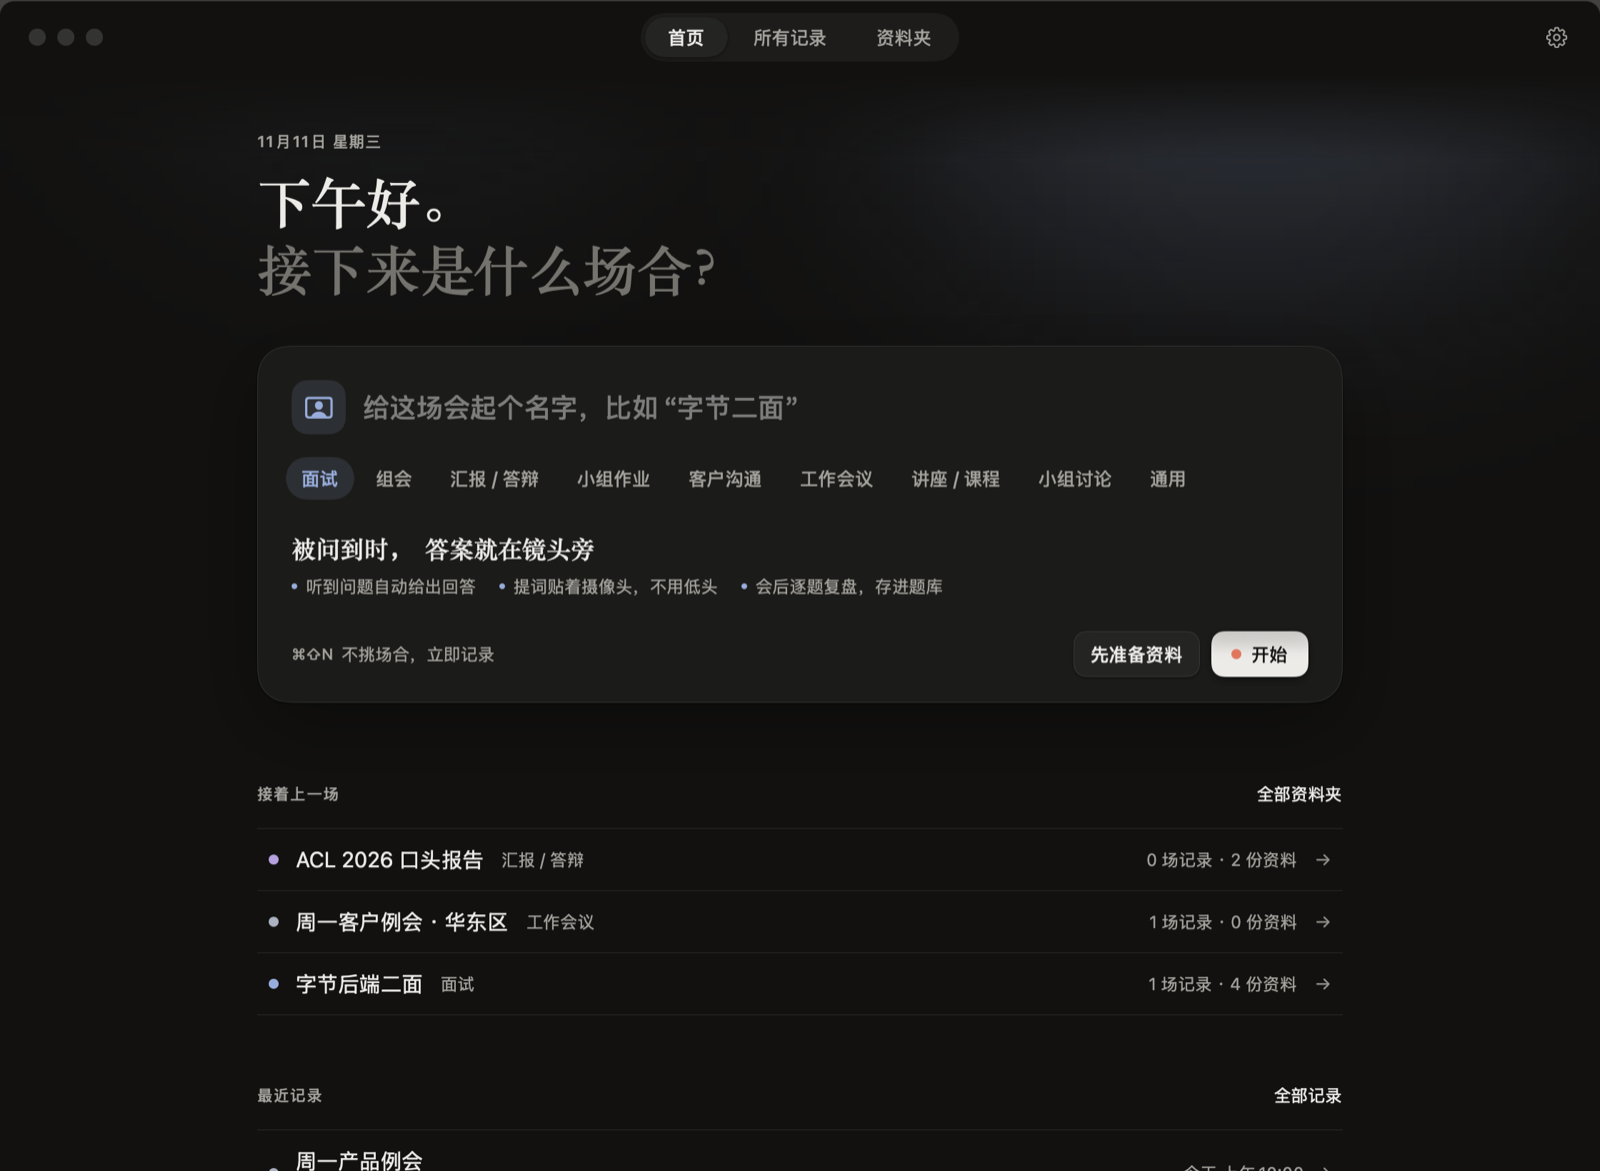 首页 所有记录 资料夹
11月11日 星期三
下午好。
接下来是什么场合？
给这场会起个名字，比如“字节二面”
面试 组会 汇报 / 答辩 小组作业 客户沟通 工作会议 讲座 / 课程 小组讨论 通用
被问到时， 答案就在镜头旁
• 听到问题自动给出回答 • 提词贴着摄像头，不用低头 • 会后逐题复盘，存进题库
⌘⇧N 不挑场合，立即记录 先准备资料 开始
接着上一场 全部资料夹
ACL 2026 口头报告 汇报 / 答辩 0 场记录 · 2 份资料 →
周一客户例会 · 华东区 工作会议 1 场记录 · 0 份资料 →
字节后端二面 面试 1 场记录 · 4 份资料 →
最近记录 全部记录
周一产品例会